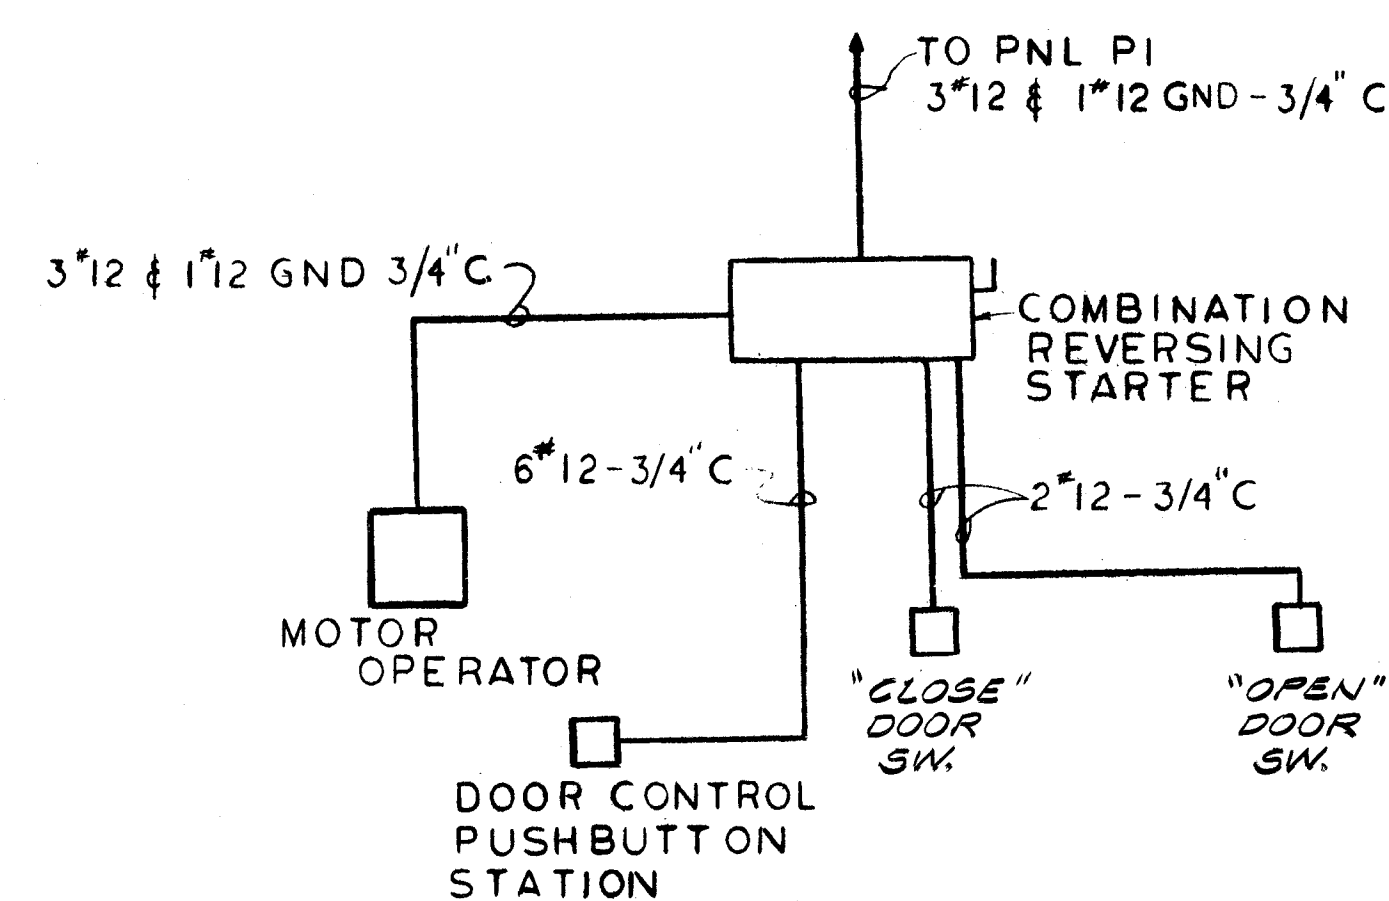 TO PNL P1
3#12 & 1#12 GND - 3/4" C
3#12 & 1#12 GND 3/4" C.
COMBINATION
REVERSING
STARTER
6#12 - 3/4" C
2#12 - 3/4" C
MOTOR
OPERATOR
"CLOSE"
DOOR
SW.
"OPEN"
DOOR
SW.
DOOR CONTROL
PUSHBUTTON
STATION